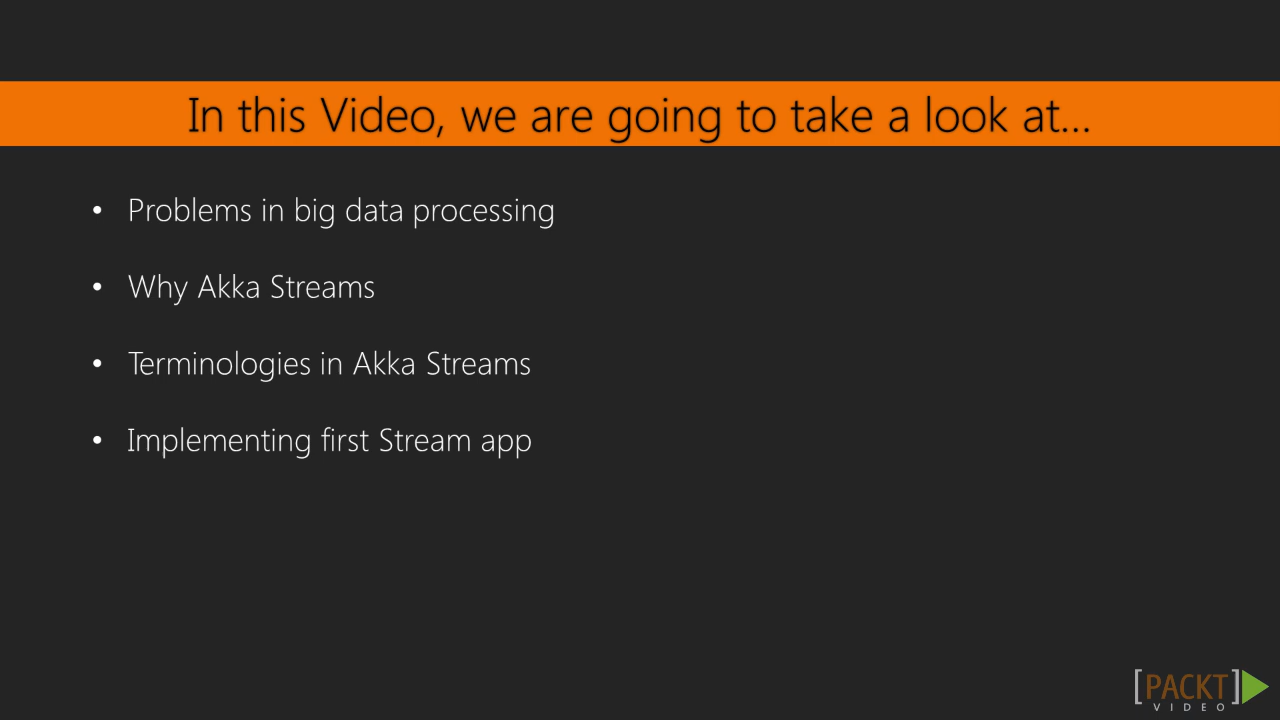 In this Video, we are going to take a look at...
• Problems in big data processing
• Why Akka Streams
• Terminologies in Akka Streams
• Implementing first Stream app
[PACKT]
VIDEO